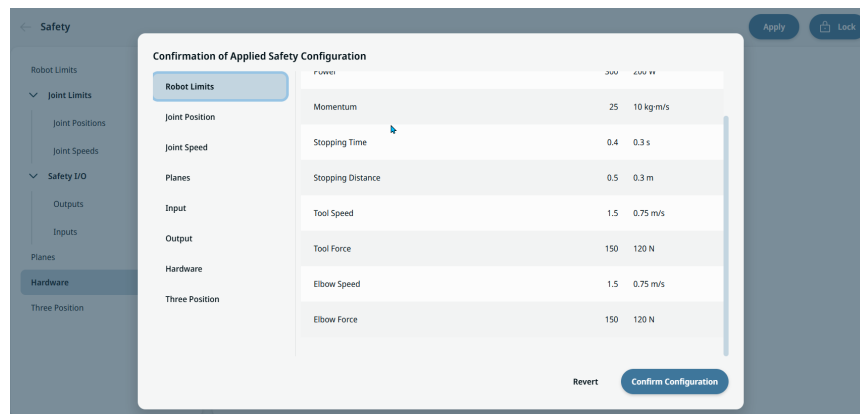 Safety
Apply
Lock
Robot Limits
Joint Limits
Joint Positions
Joint Speeds
Safety I/O
Outputs
Inputs
Planes
Hardware
Three Position
Confirmation of Applied Safety Configuration
Robot Limits
Joint Position
Joint Speed
Planes
Input
Output
Hardware
Three Position
Power 300 200 W
Momentum 25 10 kg·m/s
Stopping Time 0.4 0.3 s
Stopping Distance 0.5 0.3 m
Tool Speed 1.5 0.75 m/s
Tool Force 150 120 N
Elbow Speed 1.5 0.75 m/s
Elbow Force 150 120 N
Revert
Confirm Configuration